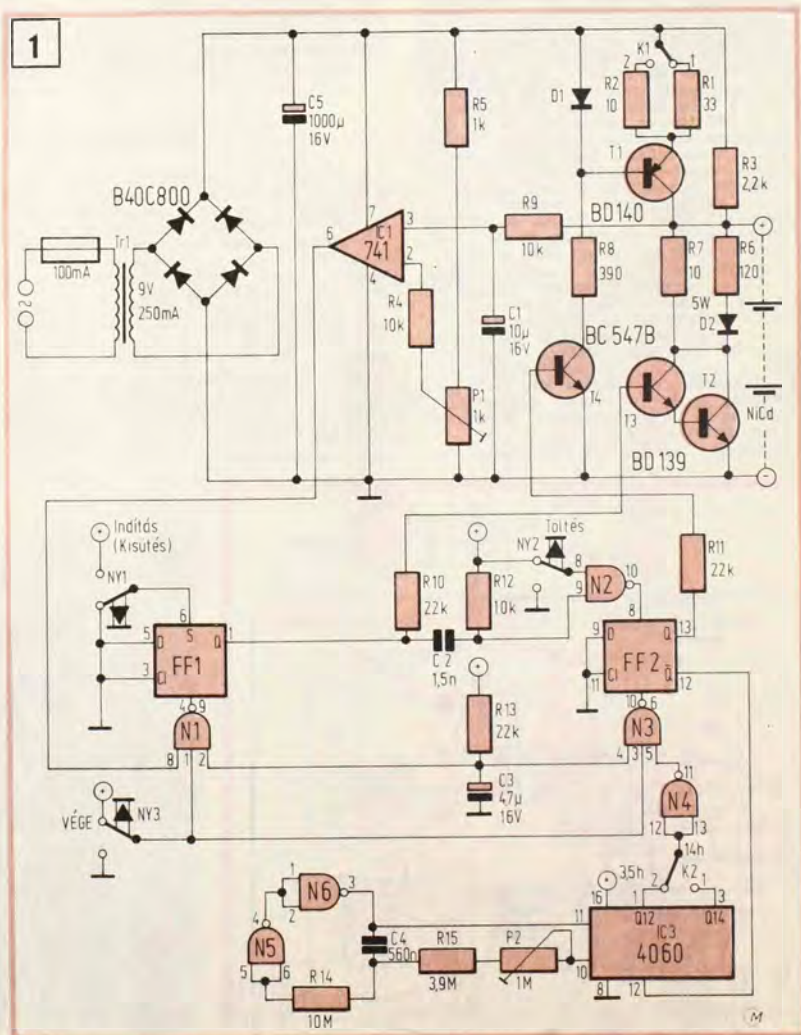 1
K1
2
1
C5
1000µ
16V
R5
1k
D1
R2
10
R1
33
T1
B40C800
BD140
R3
2,2k
Tr1
100mA
9V
250mA
6
7
IC1
741
4
3
2
R9
10k
R8
390
R7
10
R6
120
5W
D2
R4
10k
C1
10µ
16V
BC 547B
T4
P1
1k
T3
T2
NiCd
BD139
+
−
Indítás
(Kisütés)
NY1
+
6
S
5
D
Q
1
3
Cl
FF1
4
9
R10
22k
+
R12
10k
C2
1,5n
NY2
Töltés
8
9
N2
10
R11
22k
8
9
D
Q
13
FF2
11
Cl
Q̅
12
10
6
+
R13
22k
N1
8
1
2
N3
4
3
5
C3
47µ
16V
+
VÉGE
NY3
11
N4
12
13
14h
3,5h
+
2
K2
1
1
N6
3
2
4
N5
5
6
C4
560n
R14
10M
R15
3,9M
P2
1M
16
1
Q12
3
Q14
11
IC3
4060
10
8
12
M